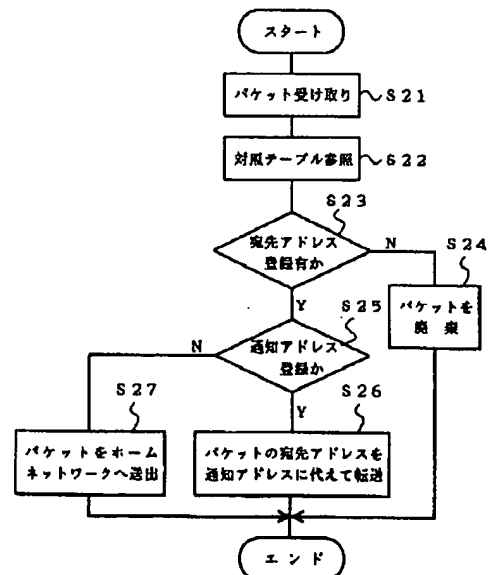 スタート
パケット受け取り
S21
対照テーブル参照
S22
S23
宛先アドレス
登録有か
N
S24
パケットを
廃棄
Y
S25
通知アドレス
登録か
N
S27
パケットをホーム
ネットワークへ送出
Y
S26
パケットの宛先アドレスを
通知アドレスに代えて転送
エンド